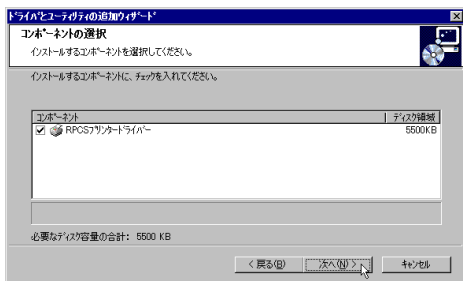 ドライバとユーティリティの追加ウィザード
コンポーネントの選択
インストールするコンポーネントを選択してください。
インストールするコンポーネントに、チェックを入れてください。
コンポーネント ディスク領域
RPCSプリンタードライバー 5500KB
必要なディスク容量の合計: 5500 KB
< 戻る(B) 次へ(N) > キャンセル